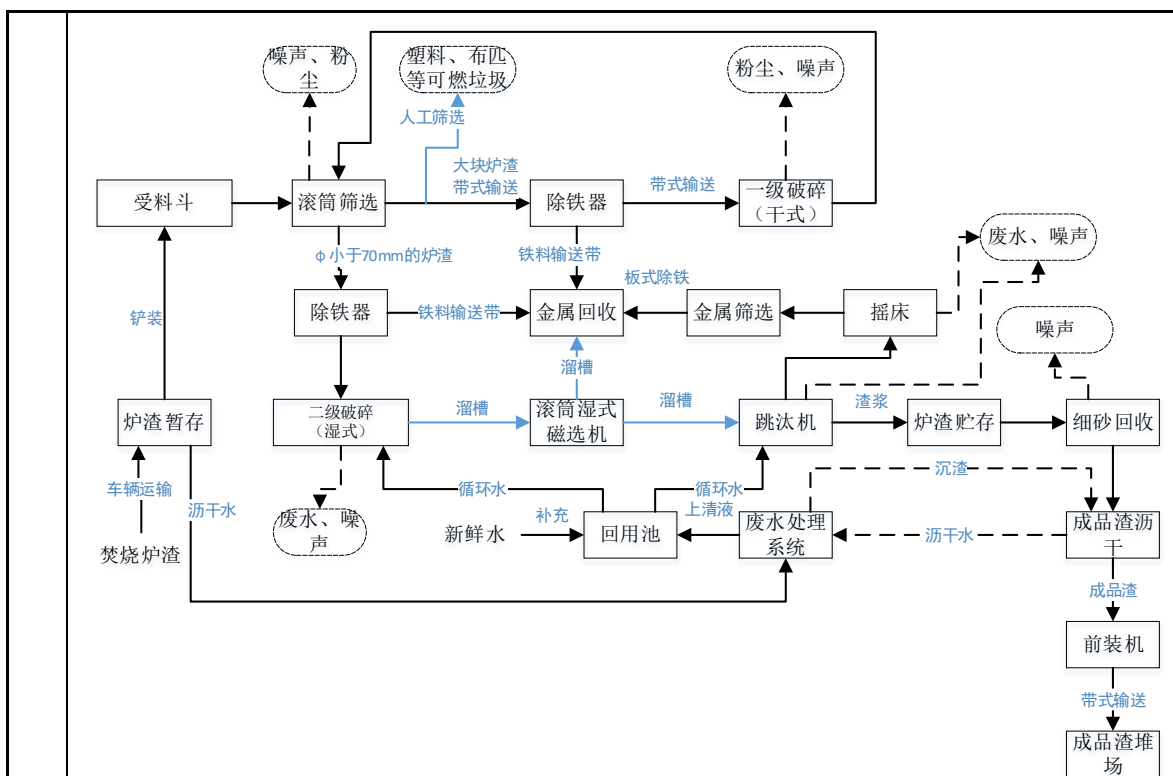 噪声、粉
尘
塑料、布匹
等可燃垃圾
粉尘、噪声
人工筛选
大块炉渣
带式输送
带式输送
受料斗
滚筒筛选
除铁器
一级破碎
（干式）
废水、噪声
φ小于70mm的炉渣
铁料输送带
板式除铁
铲装
除铁器
铁料输送带
金属回收
金属筛选
摇床
噪声
溜槽
炉渣暂存
二级破碎
（湿式）
溜槽
滚筒湿式
磁选机
溜槽
跳汰机
渣浆
炉渣贮存
细砂回收
车辆运输
沥干水
循环水
循环水
上清液
沉渣
废水、噪
声
新鲜水
补充
回用池
废水处理
系统
沥干水
成品渣沥
干
焚烧炉渣
成品渣
前装机
带式输送
成品渣堆
场